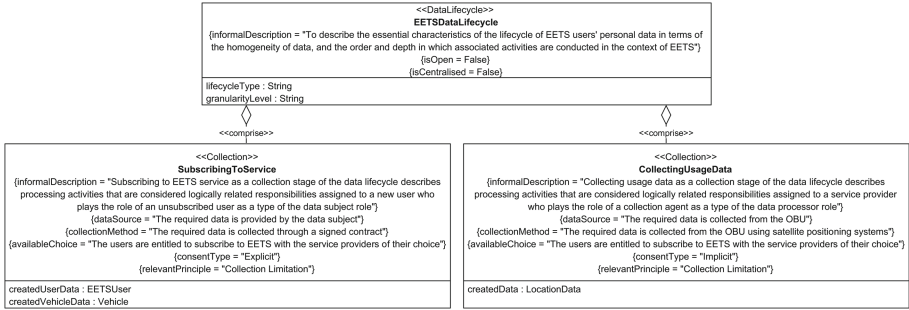 <<DataLifecycle>>
EETSDataLifecycle
{informalDescription = "To describe the essential characteristics of the lifecycle of EETS users' personal data in terms of
the homogeneity of data, and the order and depth in which associated activities are conducted in the context of EETS"}
{isOpen = False}
{isCentralised = False}
lifecycleType : String
granularityLevel : String
<<comprise>>
<<comprise>>
<<Collection>>
SubscribingToService
{informalDescription = "Subscribing to EETS service as a collection stage of the data lifecycle describes
processing activities that are considered logically related responsibilities assigned to a new user who
plays the role of an unsubscribed user as a type of the data subject role"}
{dataSource = "The required data is provided by the data subject"}
{collectionMethod = "The required data is collected through a signed contract"}
{availableChoice = "The users are entitled to subscribe to EETS with the service providers of their choice"}
{consentType = "Explicit"}
{relevantPrinciple = "Collection Limitation"}
createdUserData : EETSUser
createdVehicleData : Vehicle
<<Collection>>
CollectingUsageData
{informalDescription = "Collecting usage data as a collection stage of the data lifecycle describes
processing activities that are considered logically related responsibilities assigned to a service provider
who plays the role of a collection agent as a type of the data processor role"}
{dataSource = "The required data is collected from the OBU"}
{collectionMethod = "The required data is collected from the OBU using satellite positioning systems"}
{availableChoice = "The users are entitled to subscribe to EETS with the service providers of their choice"}
{consentType = "Implicit"}
{relevantPrinciple = "Collection Limitation"}
createdData : LocationData